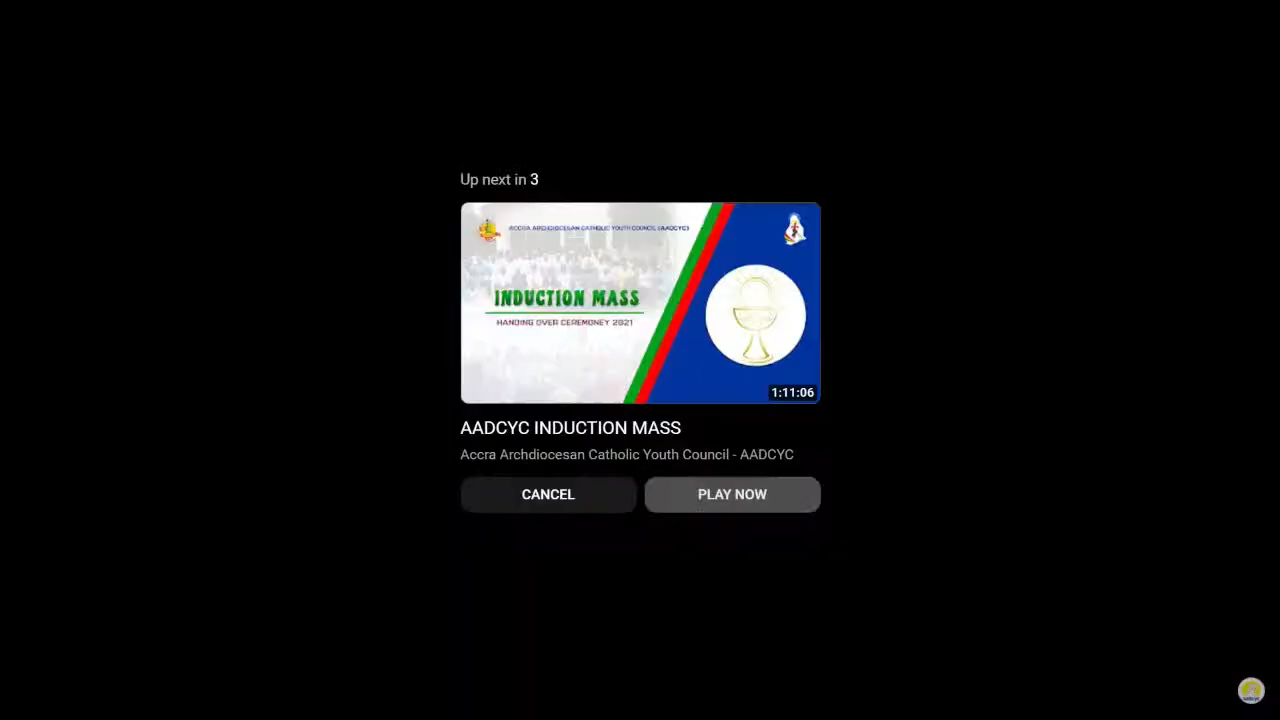 Up next in 3
ACCRA ARCHDIOCESAN CATHOLIC YOUTH COUNCIL (AADCYC)
INDUCTION MASS
HANDING OVER CEREMONEY 2021
1:11:06
AADCYC INDUCTION MASS
Accra Archdiocesan Catholic Youth Council - AADCYC
CANCEL
PLAY NOW